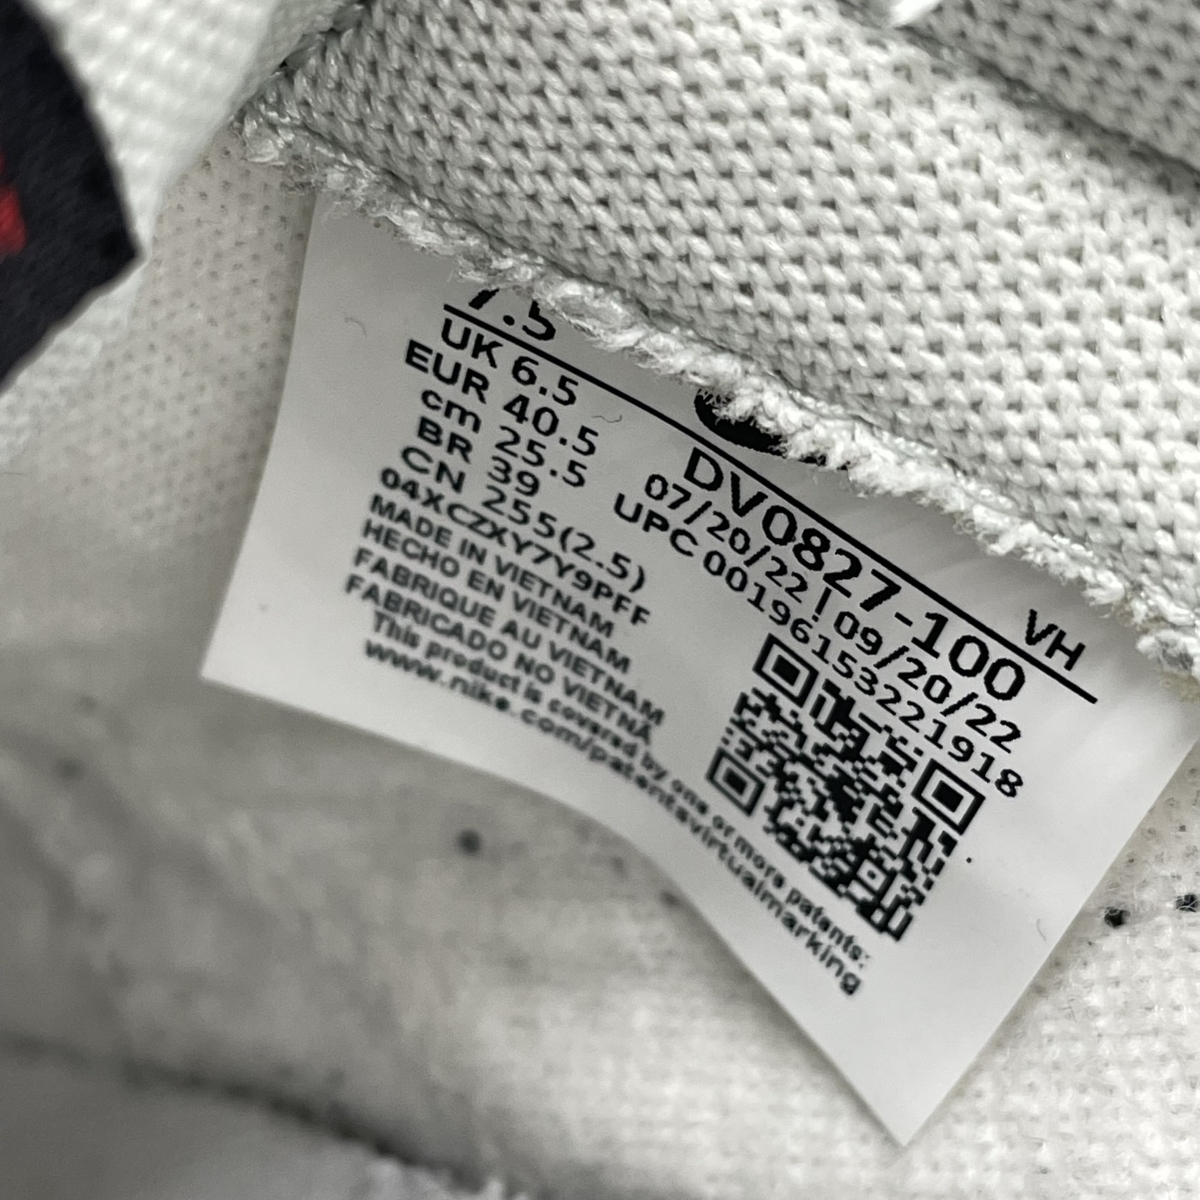 7.5
UK 6.5
EUR 40.5
cm 25.5
BR 39
CN 255(2.5)
04XCZXY7Y9PFF
MADE IN VIETNAM
HECHO EN VIETNAM
FABRIQUE AU VIETNAM
FABRICADO NO VIETNÃ
This product is covered by one or more patents:
www.nike.com/patentsvirtualmarking
VH
DV0827-100
07/20/22 | 09/20/22
UPC 00196153221918